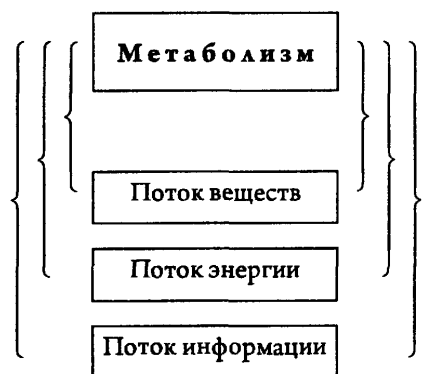 Метаболизм
Поток веществ
Поток энергии
Поток информации